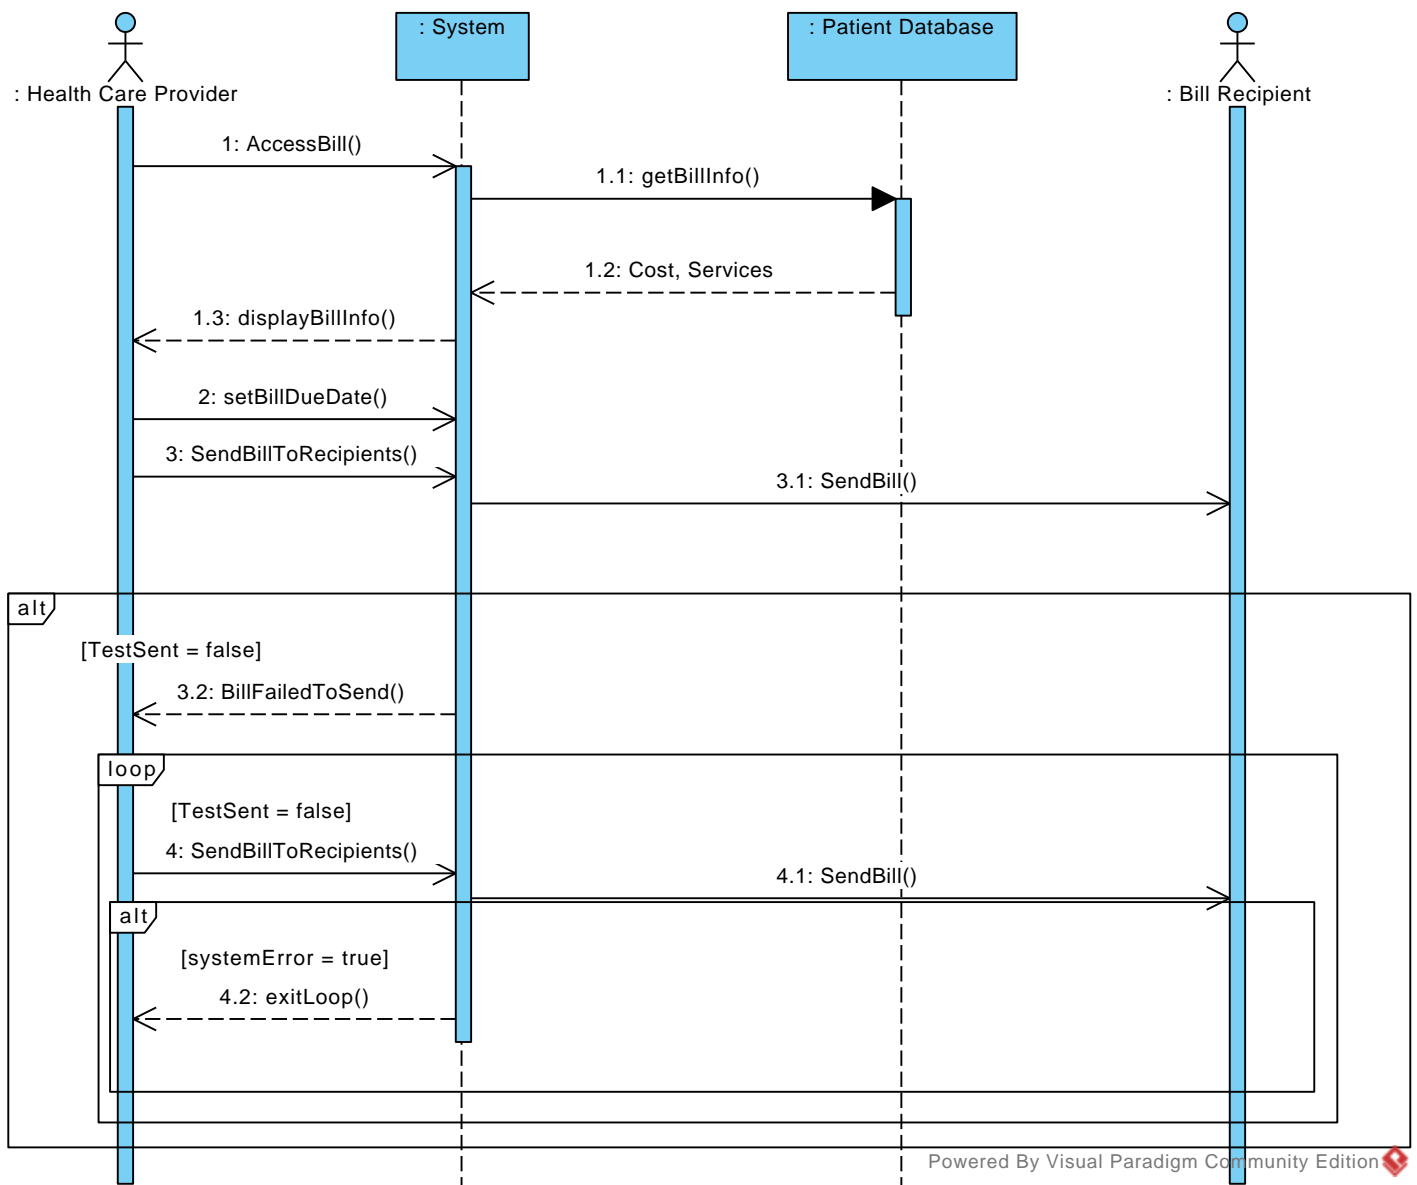 : System
: Patient Database
: Health Care Provider
: Bill Recipient
1: AccessBill()
1.1: getBillInfo()
1.2: Cost, Services
1.3: displayBillInfo()
2: setBillDueDate()
3: SendBillToRecipients()
3.1: SendBill()
alt
[TestSent = false]
3.2: BillFailedToSend()
loop
[TestSent = false]
4: SendBillToRecipients()
4.1: SendBill()
alt
[systemError = true]
4.2: exitLoop()
Powered By Visual Paradigm Community Edition